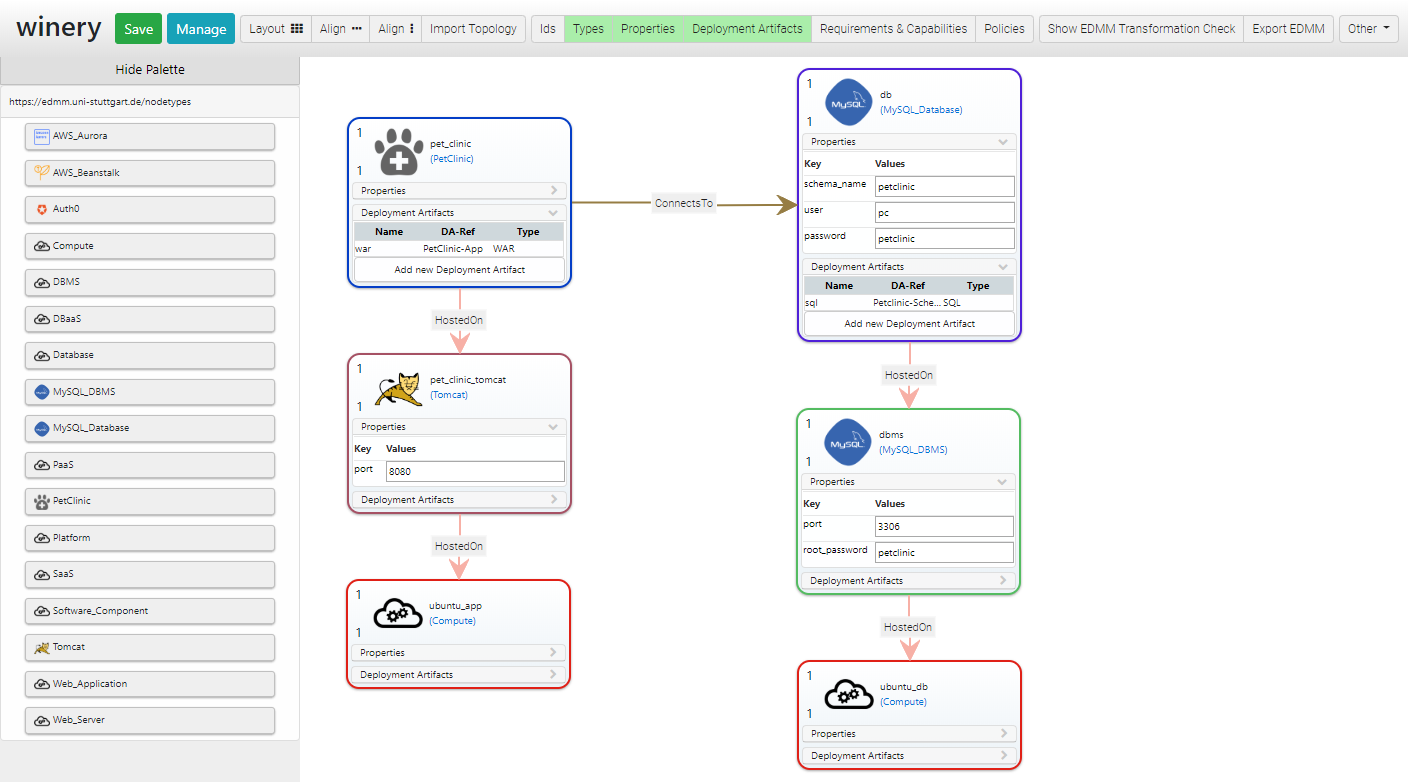 winery Save Manage Layout Align Align Import Topology Ids Types Properties Deployment Artifacts Requirements & Capabilities Policies Show EDMM Transformation Check Export EDMM Other
Hide Palette
https://edmm.uni-stuttgart.de/nodetypes
AWS_Aurora
AWS_Beanstalk
Auth0
Compute
DBMS
DBaaS
Database
MySQL_DBMS
MySQL_Database
PaaS
PetClinic
Platform
SaaS
Software_Component
Tomcat
Web_Application
Web_Server
1
pet_clinic
(PetClinic)
1
Properties
Deployment Artifacts
Name DA-Ref Type
war PetClinic-App WAR
Add new Deployment Artifact
HostedOn
1
pet_clinic_tomcat
(Tomcat)
1
Properties
Key Values
port 8080
Deployment Artifacts
HostedOn
1
ubuntu_app
(Compute)
1
Properties
Deployment Artifacts
ConnectsTo
1
MySQL
db
(MySQL_Database)
1
Properties
Key Values
schema_name petclinic
user pc
password petclinic
Deployment Artifacts
Name DA-Ref Type
sql Petclinic-Sche... SQL
Add new Deployment Artifact
HostedOn
1
MySQL
dbms
(MySQL_DBMS)
1
Properties
Key Values
port 3306
root_password petclinic
Deployment Artifacts
HostedOn
1
ubuntu_db
(Compute)
1
Properties
Deployment Artifacts